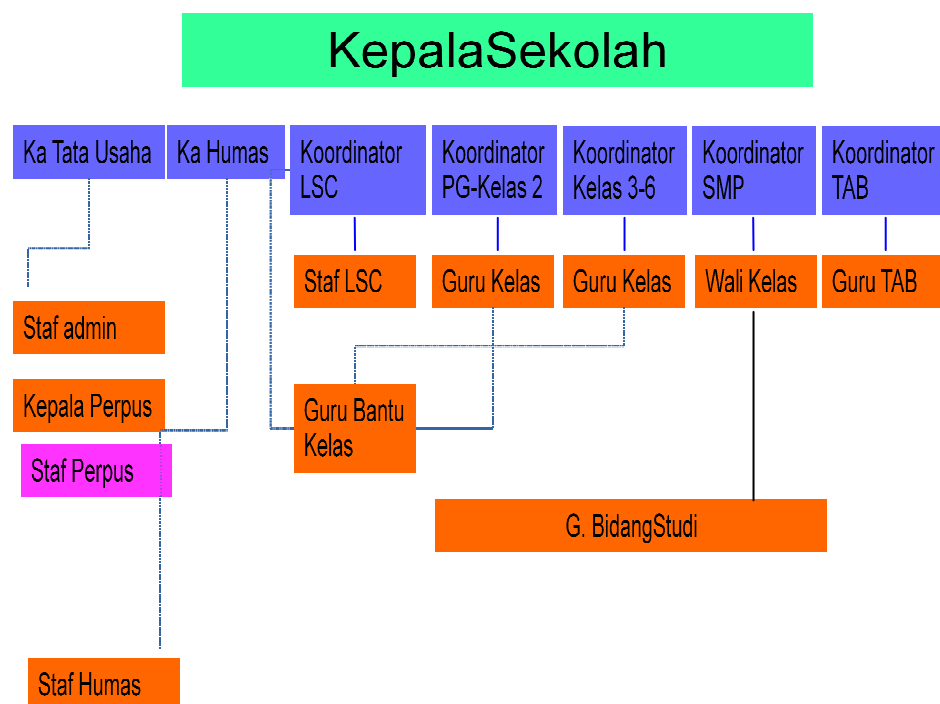 KepalaSekolah
Ka Tata Usaha
Ka Humas
Koordinator
LSC
Koordinator
PG-Kelas 2
Koordinator
Kelas 3-6
Koordinator
SMP
Koordinator
TAB
Staf LSC
Guru Kelas
Guru Kelas
Wali Kelas
Guru TAB
Staf admin
Kepala Perpus
Guru Bantu
Kelas
Staf Perpus
G. BidangStudi
Staf Humas